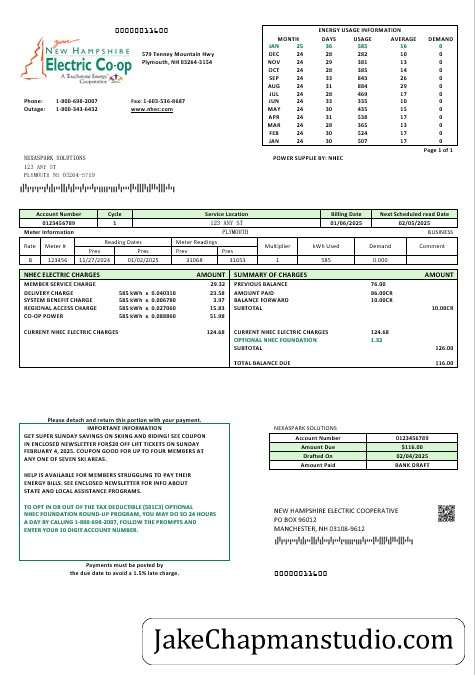 00000011600
New Hampshire
Electric Co-op
A Touchstone Energy®
Cooperative
579 Tenney Mountain Hwy
Plymouth, NH 03264-3154
Phone: 1-800-698-2007 Fax: 1-603-536-8687
Outage: 1-800-343-6432 www.nhec.com
ENERGY USAGE INFORMATION
MONTH DAYS USAGE AVERAGE DEMAND
JAN 25 36 585 16 0
DEC 24 28 282 10 0
NOV 24 29 381 13 0
OCT 24 28 385 14 0
SEP 24 33 843 26 0
AUG 24 31 884 29 0
JUL 24 28 469 17 0
JUN 24 33 335 10 0
MAY 24 30 435 15 0
APR 24 31 538 17 0
MAR 24 28 365 13 0
FEB 24 30 524 17 0
JAN 24 30 507 17 0
Page 1 of 1
POWER SUPPLIE BY: NHEC
NEXASPARK SOLUTIONS
123 ANY ST
PLYMOUTH NS 03264-5719
Account Number Cycle Service Location Billing Date Next Scheduled read Date
0123456789 1 123 ANY ST 01/06/2025 02/05/2025
Meter Information PLYMOUTH BUSINESS
Rate Meter # Reading Dates Meter Readings Multiplier kWh Used Demand Comment
Prev Pres Prev Pres
B 123456 11/27/2024 01/02/2025 31068 31653 1 585 0.000
NHEC ELECTRIC CHARGES AMOUNT
MEMBER SERVICE CHARGE 29.32
DELIVERY CHARGE 585 kWh x 0.040310 23.58
SYSTEM BENEFIT CHARGE 585 kWh x 0.006780 3.97
REGIONAL ACCESS CHARGE 585 kWh x 0.027060 15.83
CO-OP POWER 585 kWh x 0.088860 51.98
CURRENT NHEC ELECTRIC CHARGES 124.68
SUMMARY OF CHARGES AMOUNT
PREVIOUS BALANCE 76.00
AMOUNT PAID 86.00CR
BALANCE FORWARD 10.00CR
SUBTOTAL 10.00CR
CURRENT NHEC ELECTRIC CHARGES 124.68
OPTIONAL NHEC FOUNDATION 1.32
SUBTOTAL 126.00
TOTAL BALANCE DUE 116.00
Please detach and return this portion with your payment.
IMPORTANT INFORMATION
GET SUPER SUNDAY SAVINGS ON SKIING AND RIDING! SEE COUPON
IN ENCLOSED NEWSLETTER FOR$20 OFF LIFT TICKETS ON SUNDAY
FEBRUARY 4, 2025. COUPON GOOD FOR UP TO FOUR MEMBERS AT
ANY ONE OF SEVEN SKI AREAS.
HELP IS AVAILABLE FOR MEMBERS STRUGGLING TO PAY THEIR
ENERGY BILLS. SEE ENCLOSED NEWSLETTER FOR INFO ABOUT
STATE AND LOCAL ASSISTANCE PROGRAMS.
TO OPT IN OR OUT OF THE TAX DEDUCTIBLE (501C3) OPTIONAL
NHEC FOUNDATION ROUND-UP PROGRAM, YOU MAY DO SO 24 HOURS
A DAY BY CALLING 1-800-698-2007, FOLLOW THE PROMPTS AND
ENTER YOUR 10 DIGIT ACCOUNT NUMBER.
Payments must be posted by
the due date to avoid a 1.5% late charge.
NEXASPARK SOLUTIONS
Account Number 0123456789
Amount Due $116.00
Drafted On 02/04/2025
Amount Paid BANK DRAFT
NEW HAMPSHIRE ELECTRIC COOPERATIVE
PO BOX 96012
MANCHESTER, NH 03108-9612
00000011600
JakeChapmanstudio.com